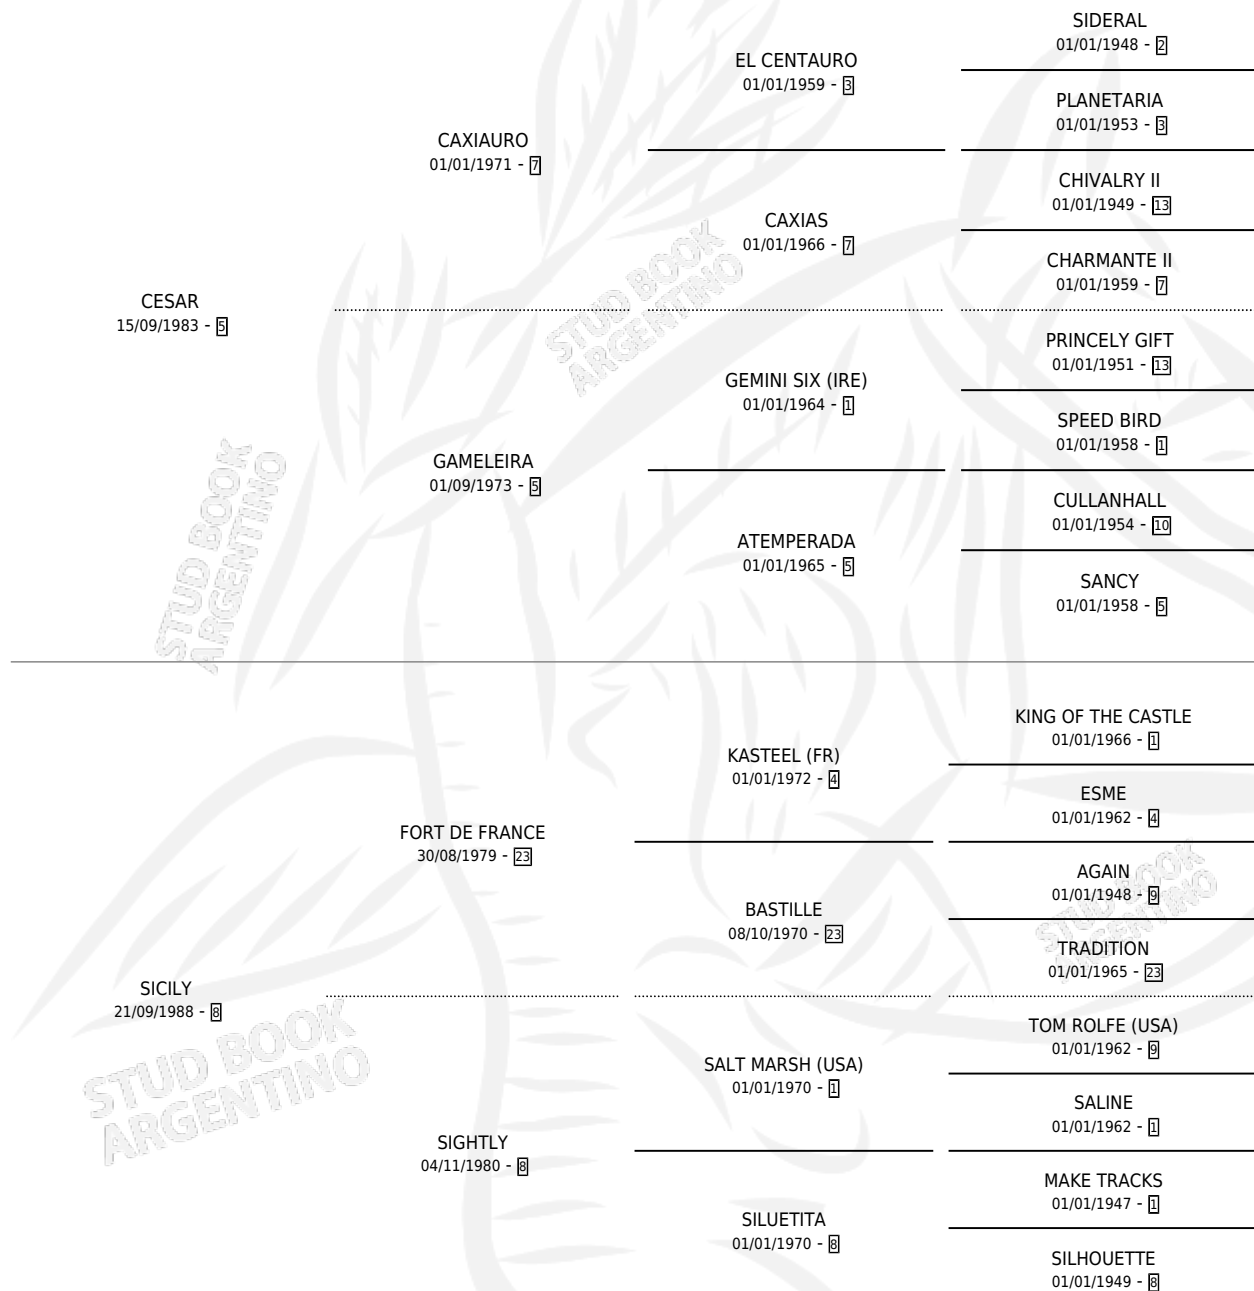 SIDERAL
01/01/1948 - 2
EL CENTAURO
01/01/1959 - 3
PLANETARIA
01/01/1953 - 3
CAXIAURO
01/01/1971 - 7
CHIVALRY II
01/01/1949 - 13
CAXIAS
01/01/1966 - 7
CHARMANTE II
01/01/1959 - 7
CESAR
15/09/1983 - 5
PRINCELY GIFT
01/01/1951 - 13
GEMINI SIX (IRE)
01/01/1964 - 1
SPEED BIRD
01/01/1958 - 1
GAMELEIRA
01/09/1973 - 5
CULLANHALL
01/01/1954 - 10
ATEMPERADA
01/01/1965 - 5
SANCY
01/01/1958 - 5
STUD BOOK
ARGENTINO
STUD BOOK
ARGENTINO
KING OF THE CASTLE
01/01/1966 - 1
KASTEEL (FR)
01/01/1972 - 4
ESME
01/01/1962 - 4
FORT DE FRANCE
30/08/1979 - 23
AGAIN
01/01/1948 - 9
BASTILLE
08/10/1970 - 23
TRADITION
01/01/1965 - 23
STUD BOOK
ARGENTINO
SICILY
21/09/1988 - 8
TOM ROLFE (USA)
01/01/1962 - 9
SALT MARSH (USA)
01/01/1970 - 1
SALINE
01/01/1962 - 1
SIGHTLY
04/11/1980 - 8
MAKE TRACKS
01/01/1947 - 1
SILUETITA
01/01/1970 - 8
SILHOUETTE
01/01/1949 - 8
STUD BOOK
ARGENTINO